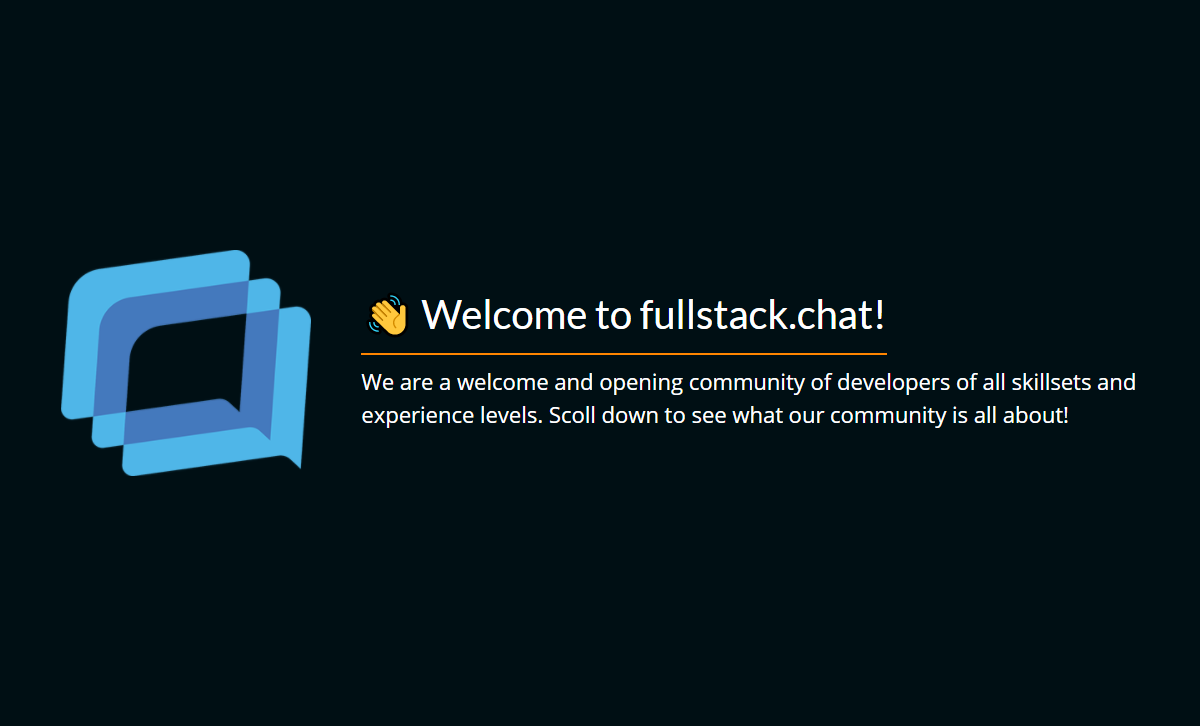 👋 Welcome to fullstack.chat!
We are a welcome and opening community of developers of all skillsets and
experience levels. Scoll down to see what our community is all about!